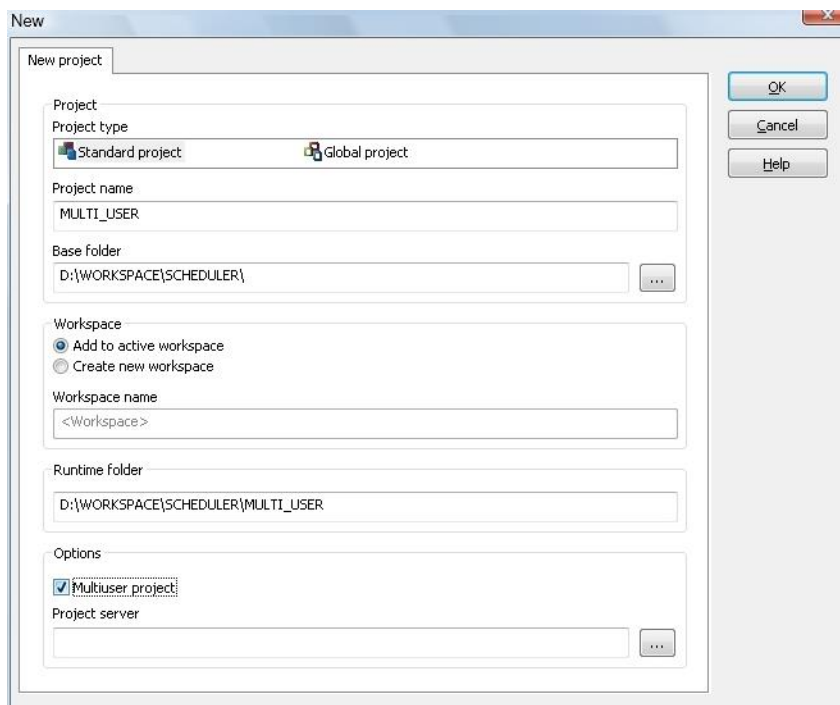 New
New project
Project
Project type
Standard project
Global project
Project name
MULTI_USER
Base folder
D:\WORKSPACE\SCHEDULER\
...
Workspace
Add to active workspace
Create new workspace
Workspace name
<Workspace>
Runtime folder
D:\WORKSPACE\SCHEDULER\MULTI_USER
Options
Multiuser project
Project server
...
OK
Cancel
Help